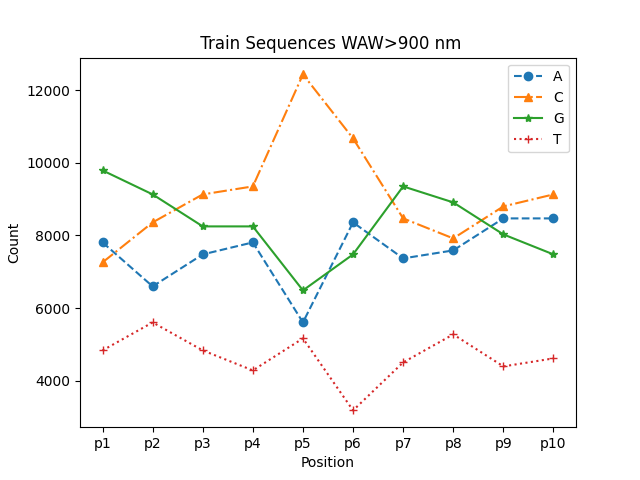 Train Sequences WAW>900 nm
A
C
G
T
12000
10000
8000
6000
4000
Count
p1 p2 p3 p4 p5 p6 p7 p8 p9 p10
Position